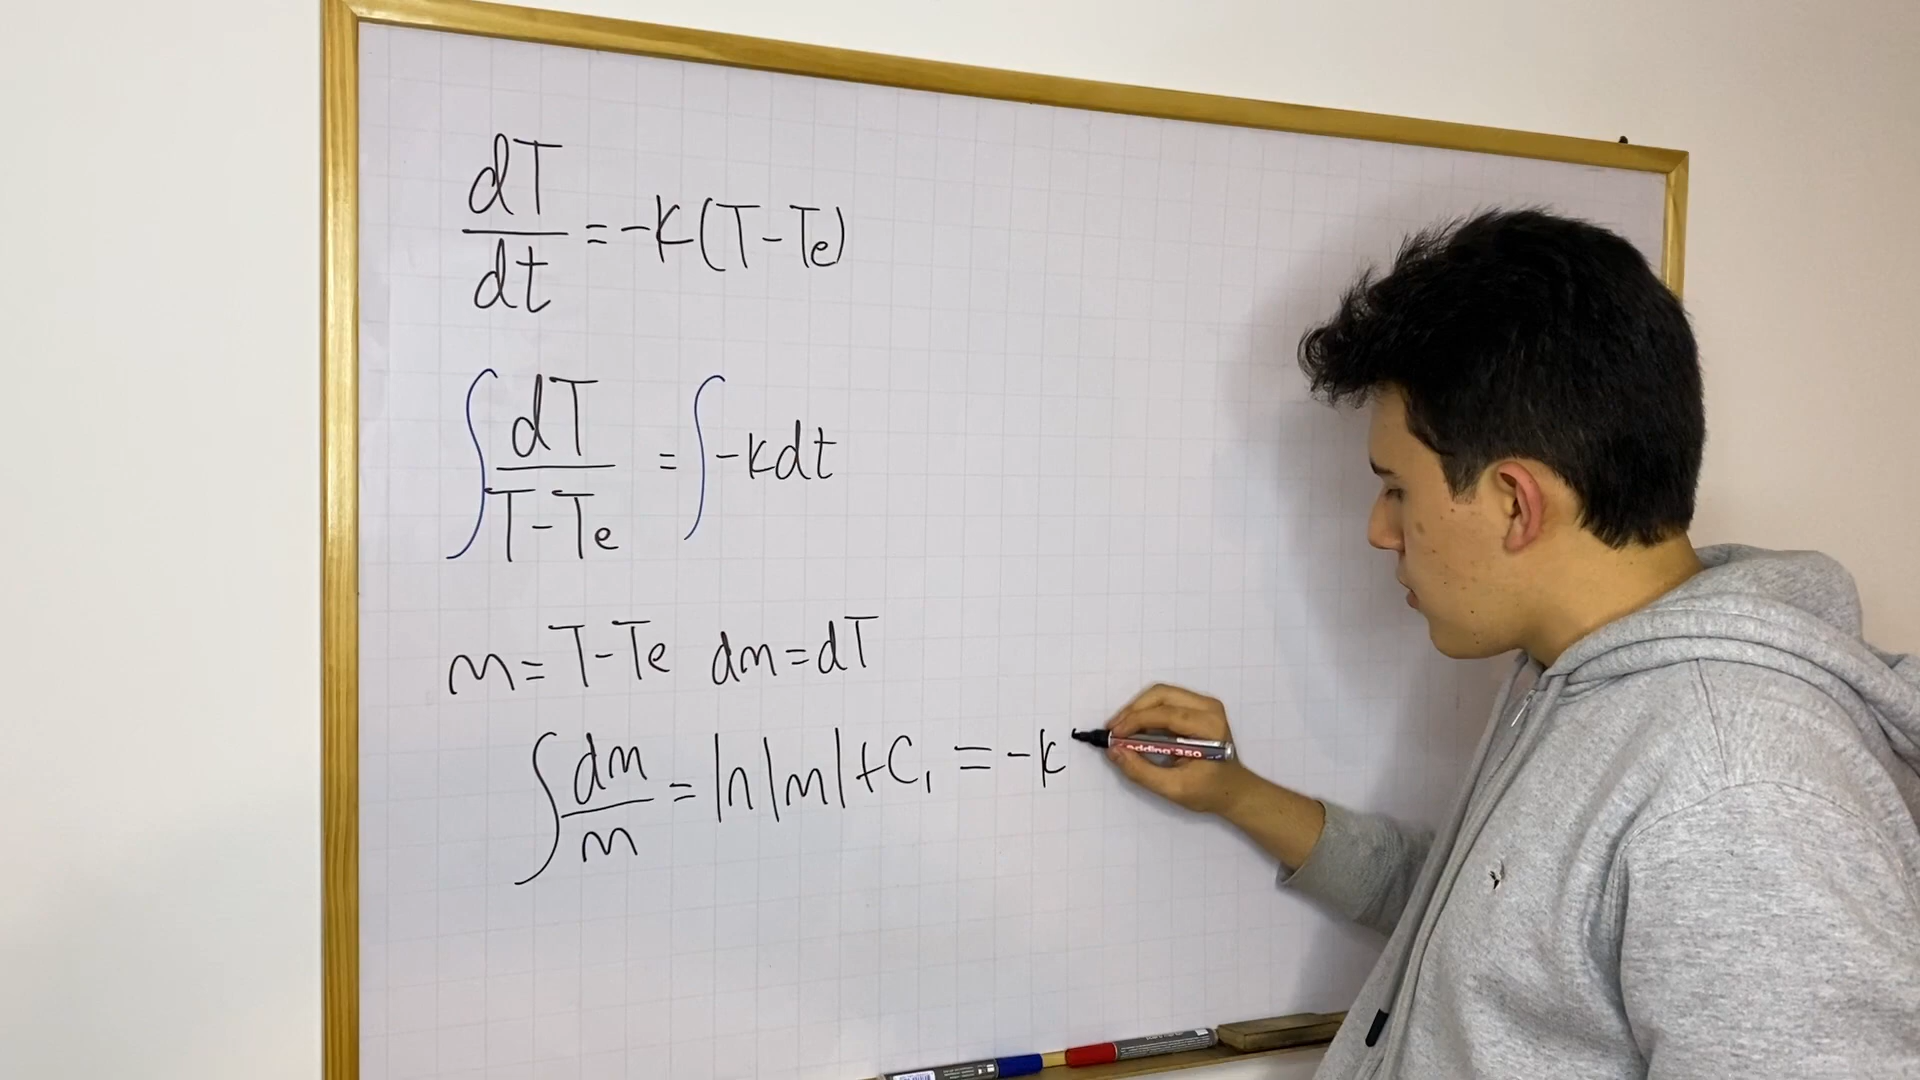 dT/dt = -K(T-Te)
∫ dT/(T-Te) = ∫ -kdt
m = T-Te dm = dT
∫ dm/m = ln|m| + C₁ = -k
edding 350